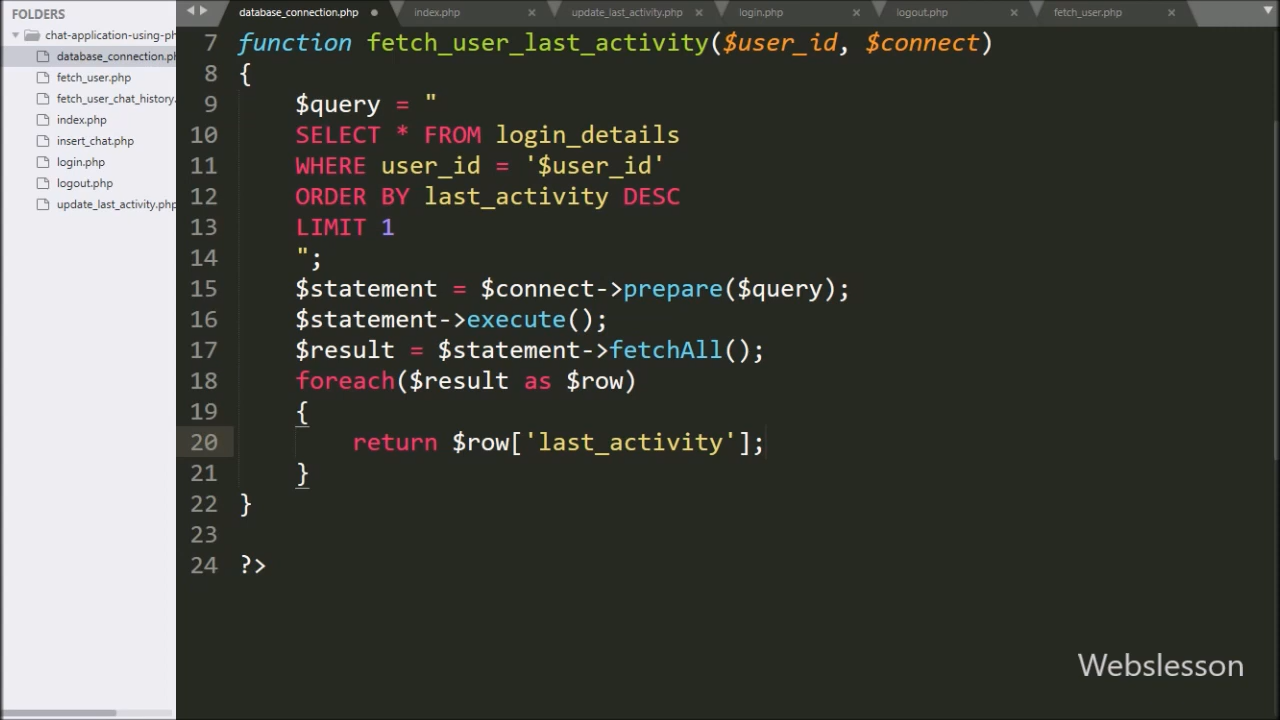 FOLDERS
chat-application-using-ph
database_connection.ph
fetch_user.php
fetch_user_chat_history.
index.php
insert_chat.php
login.php
logout.php
update_last_activity.php
database_connection.php
index.php
update_last_activity.php
login.php
logout.php
fetch_user.php
7 function fetch_user_last_activity($user_id, $connect)
8 {
9 $query = "
10 SELECT * FROM login_details
11 WHERE user_id = '$user_id'
12 ORDER BY last_activity DESC
13 LIMIT 1
14 ";
15 $statement = $connect->prepare($query);
16 $statement->execute();
17 $result = $statement->fetchAll();
18 foreach($result as $row)
19 {
20 return $row['last_activity'];
21 }
22 }
23
24 ?>
Webslesson